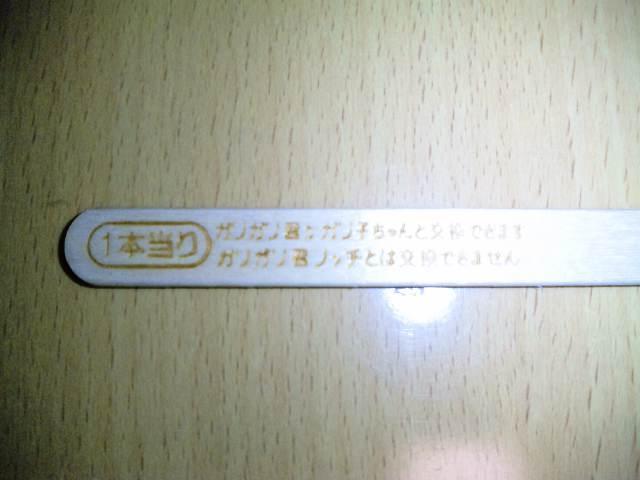 1本当り
ガリガリ君・ガリ子ちゃんと交換できます
ガリガリ君リッチとは交換できません